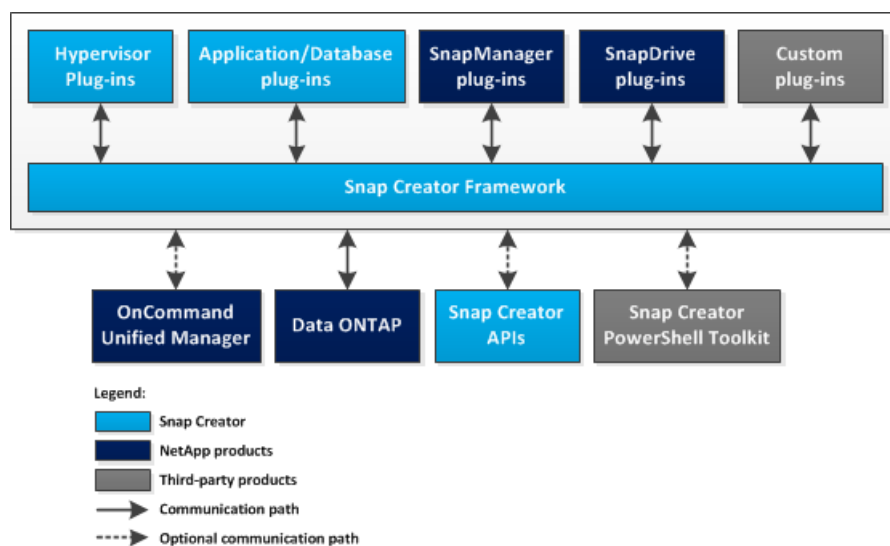 Hypervisor
Plug-ins
Application/Database
plug-ins
SnapManager
plug-ins
SnapDrive
plug-ins
Custom
plug-ins
Snap Creator Framework
OnCommand
Unified Manager
Data ONTAP
Snap Creator
APIs
Snap Creator
PowerShell Toolkit
Legend:
Snap Creator
NetApp products
Third-party products
Communication path
Optional communication path